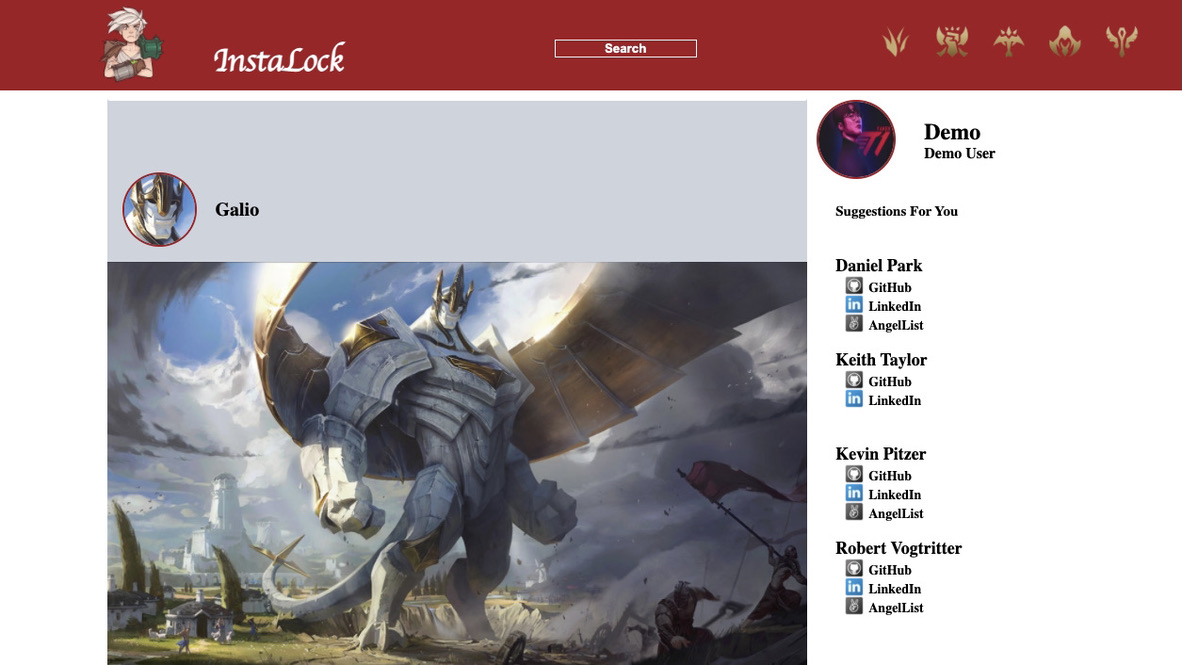 InstaLock
Search
Galio
Demo
Demo User
Suggestions For You
Daniel Park
GitHub
LinkedIn
AngelList
Keith Taylor
GitHub
LinkedIn
Kevin Pitzer
GitHub
LinkedIn
AngelList
Robert Vogtritter
GitHub
LinkedIn
AngelList